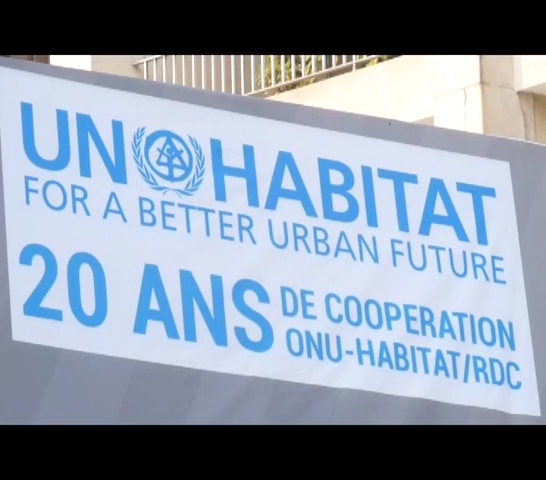 UN HABITAT
FOR A BETTER URBAN FUTURE
20 ANS DE COOPERATION
ONU-HABITAT/RDC